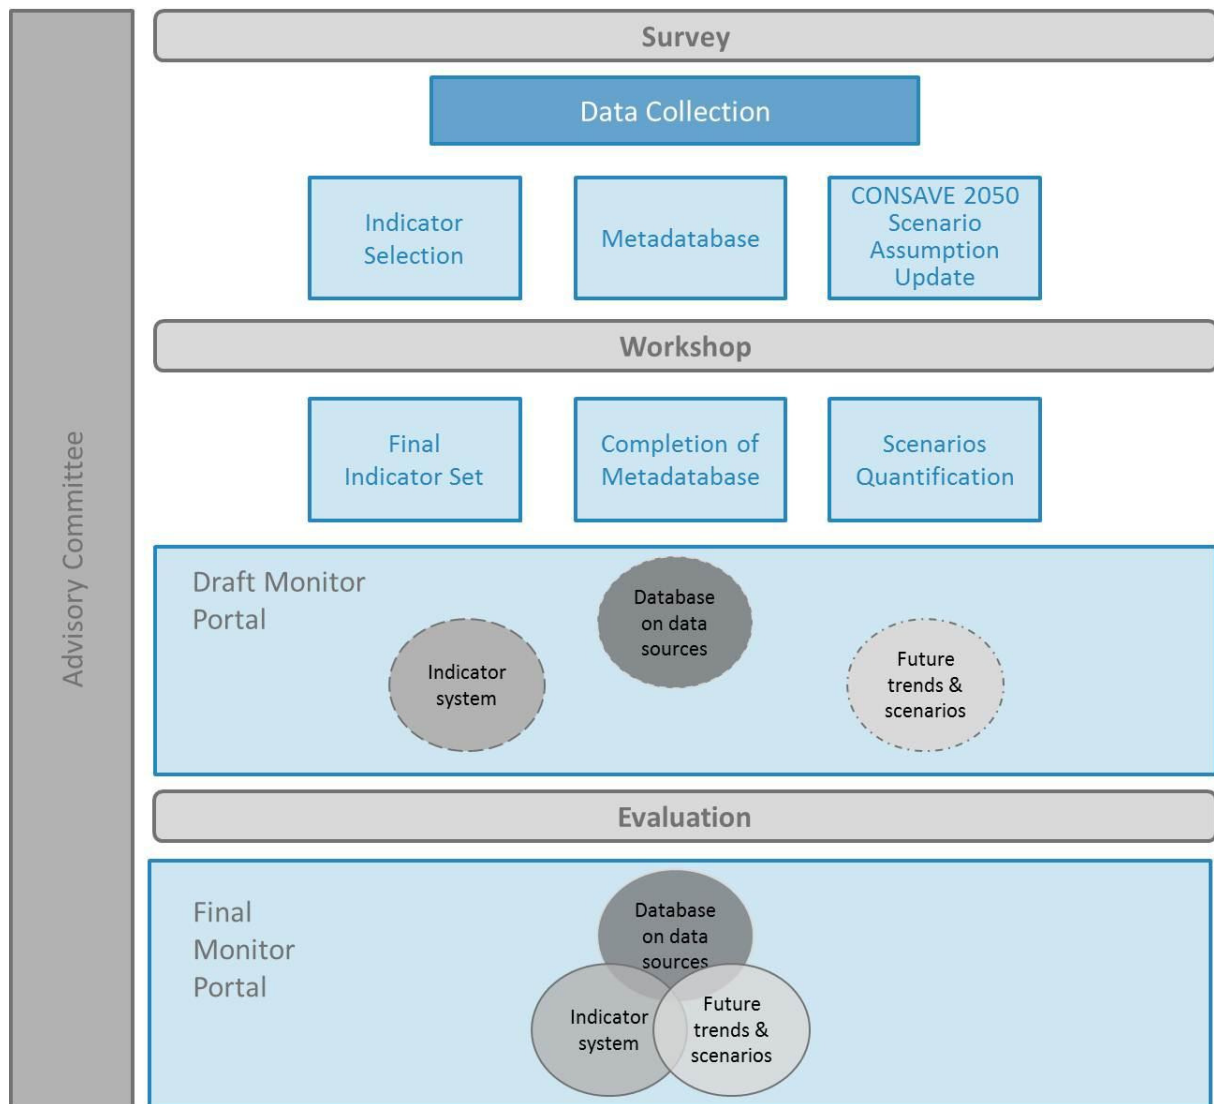 Advisory Committee
Survey
Data Collection
Indicator
Selection
Metadatabase
CONSAVE 2050
Scenario
Assumption
Update
Workshop
Final
Indicator Set
Completion of
Metadatabase
Scenarios
Quantification
Draft Monitor
Portal
Indicator
system
Database
on data
sources
Future
trends &
scenarios
Evaluation
Final
Monitor
Portal
Database
on data
sources
Indicator
system
Future
trends &
scenarios